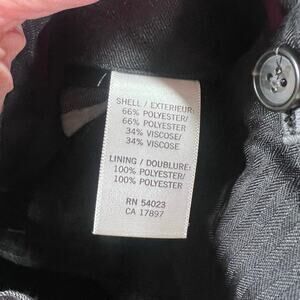 SHELL / EXTERIEUR:
66% POLYESTER/
66% POLYESTER
34% VISCOSE/
34% VISCOSE
LINING / DOUBLURE:
100% POLYESTER/
100% POLYESTER
RN 54023
CA 17897